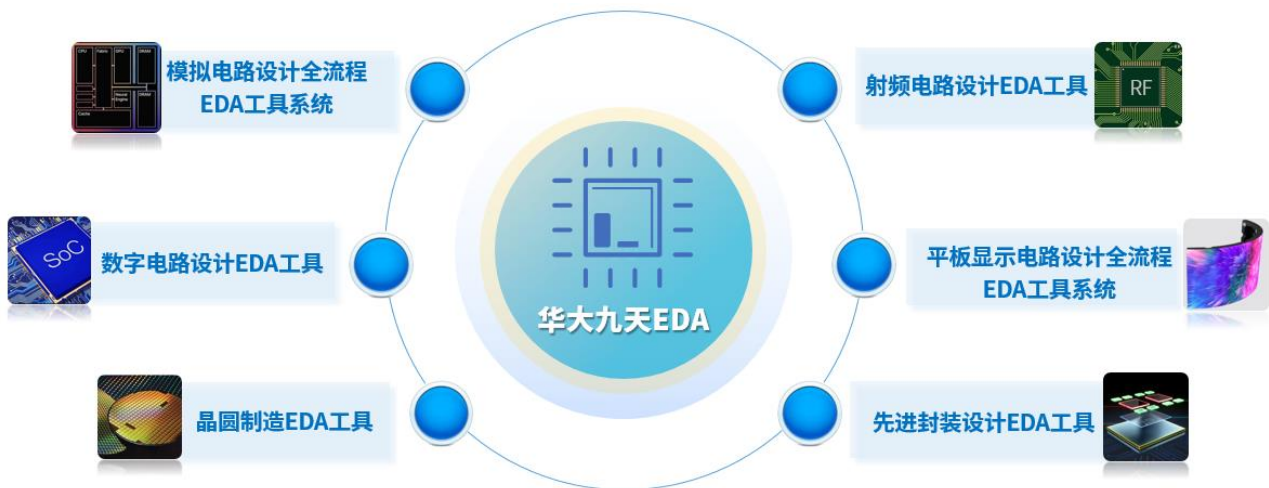 模拟电路设计全流程
EDA工具系统
射频电路设计EDA工具
RF
SoC
数字电路设计EDA工具
平板显示电路设计全流程
EDA工具系统
华大九天EDA
晶圆制造EDA工具
先进封装设计EDA工具